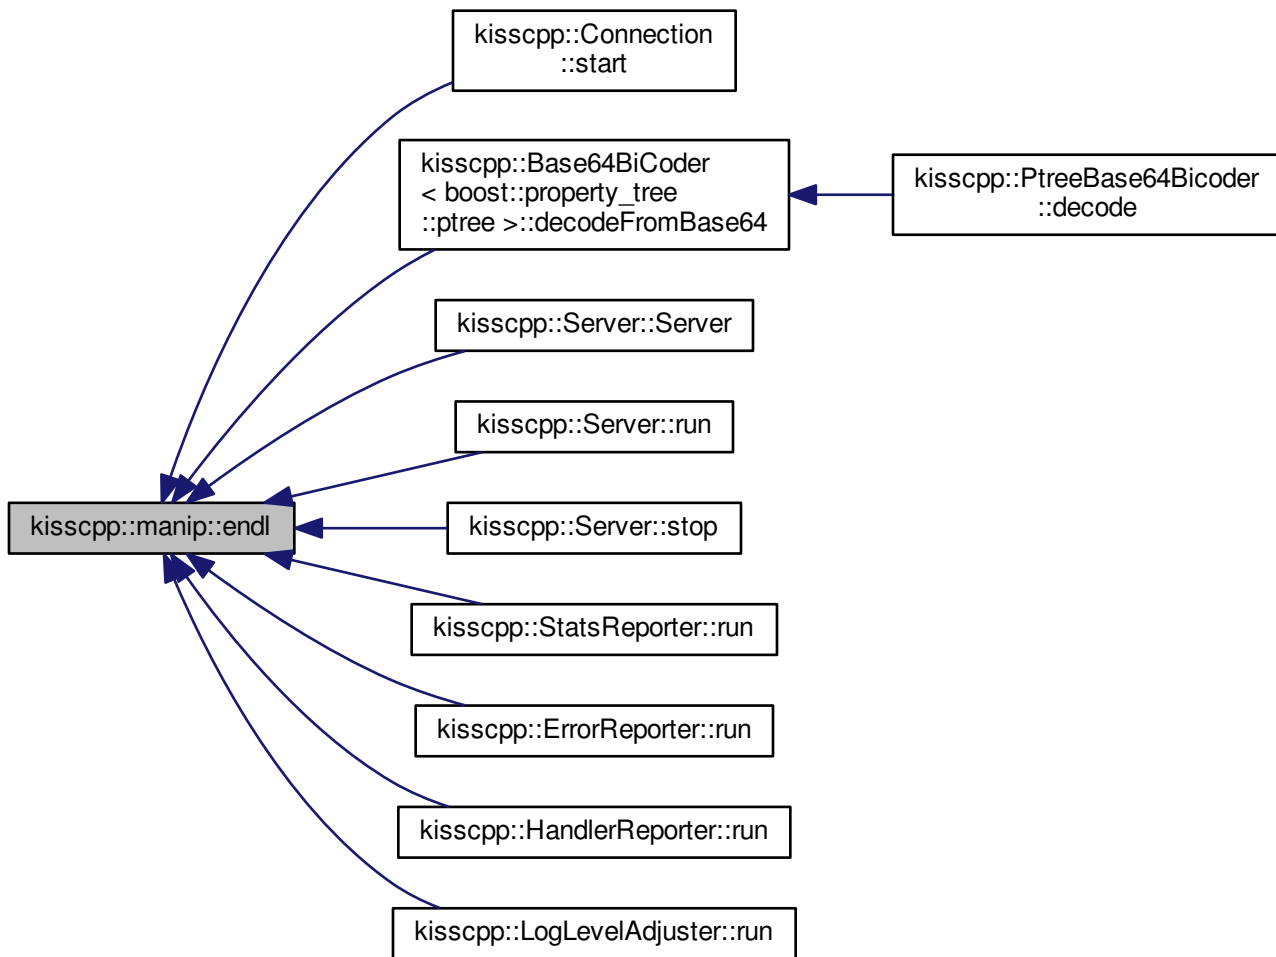 kisscpp::Connection
::start
kisscpp::Base64BiCoder
< boost::property_tree
::ptree >::decodeFromBase64
kisscpp::PtreeBase64Bicoder
::decode
kisscpp::Server::Server
kisscpp::Server::run
kisscpp::manip::endl
kisscpp::Server::stop
kisscpp::StatsReporter::run
kisscpp::ErrorReporter::run
kisscpp::HandlerReporter::run
kisscpp::LogLevelAdjuster::run